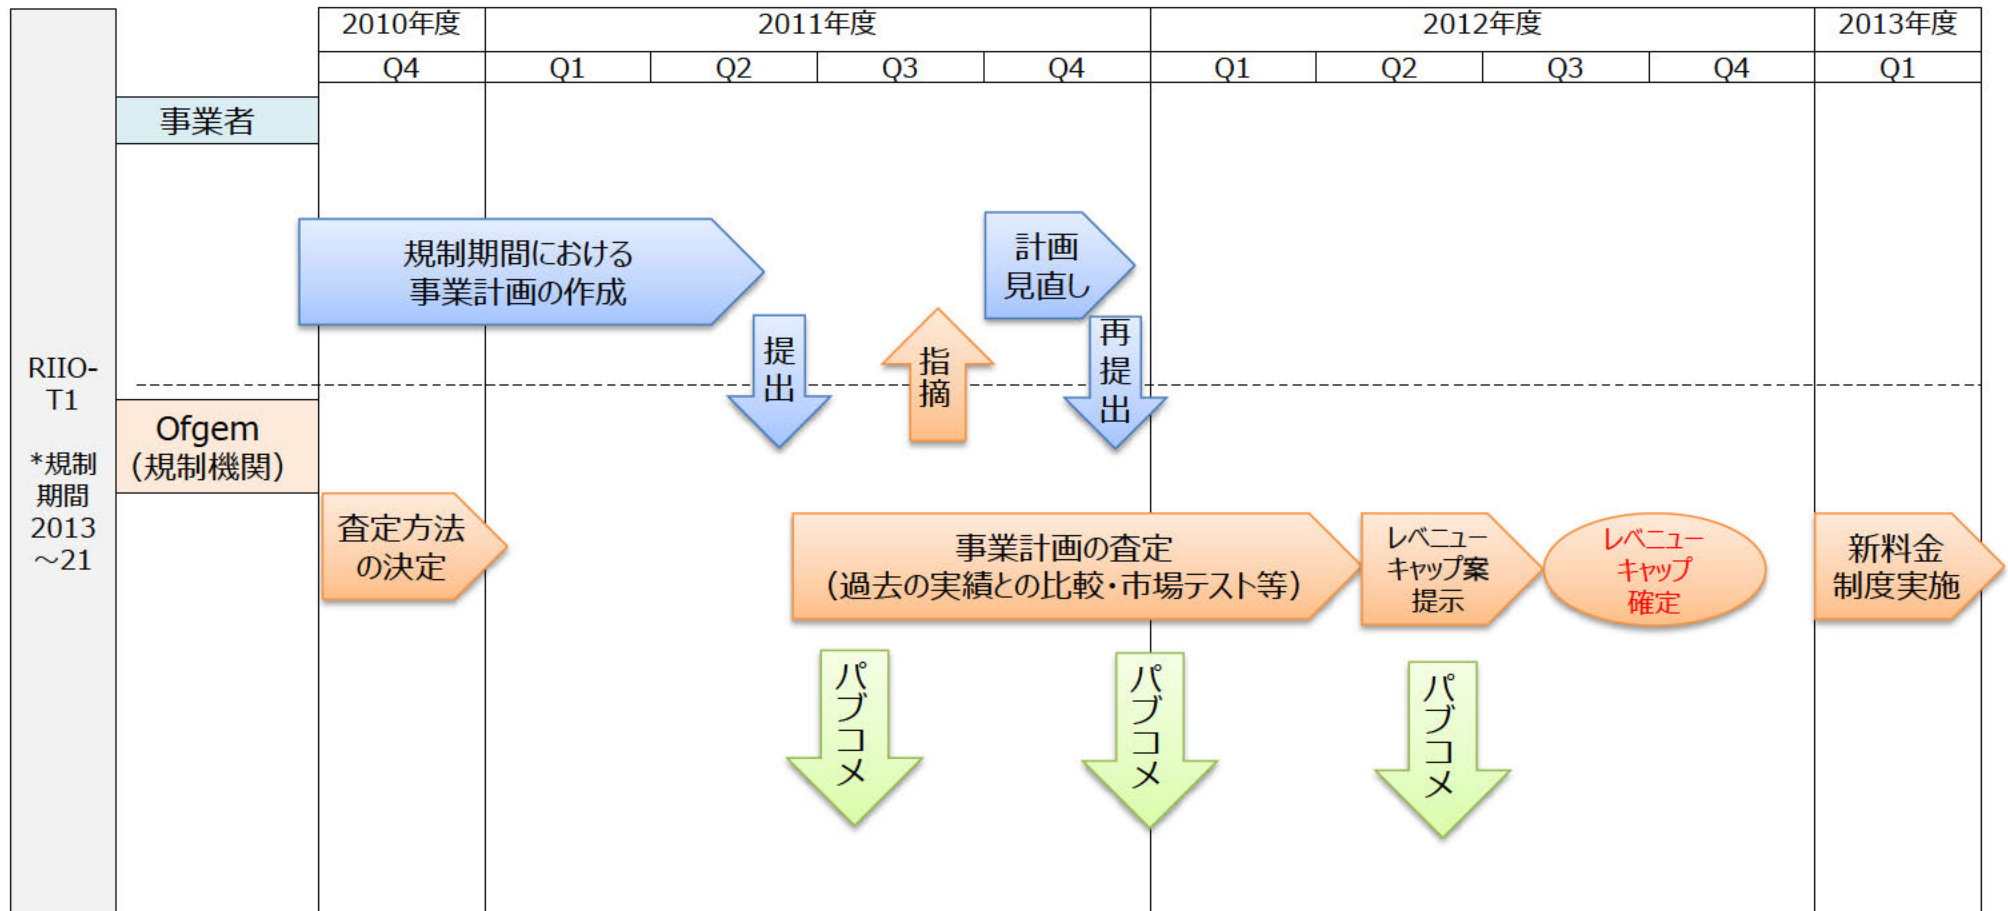 2010年度
2011年度
2012年度
2013年度
Q4
Q1
Q2
Q3
Q4
Q1
Q2
Q3
Q4
Q1
RIIO-
T1
*規制
期間
2013
～21
事業者
規制期間における
事業計画の作成
計画
見直し
提
出
指
摘
再
提
出
Ofgem
(規制機関)
査定方法
の決定
事業計画の査定
(過去の実績との比較・市場テスト等)
レベニュー
キャップ案
提示
レベニュー
キャップ
確定
新料金
制度実施
パブコメ
パブコメ
パブコメ